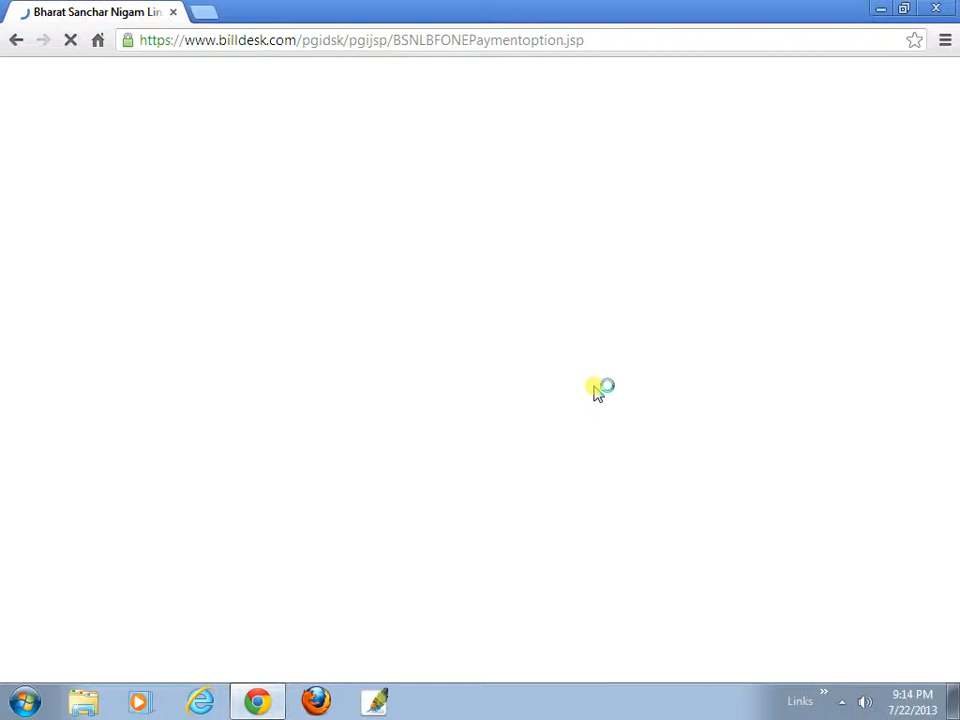 Bharat Sanchar Nigam Lin
https://www.billdesk.com/pgidsk/pgijsp/BSNLBFONEPaymentoption.jsp
Links
9:14 PM
7/22/2013